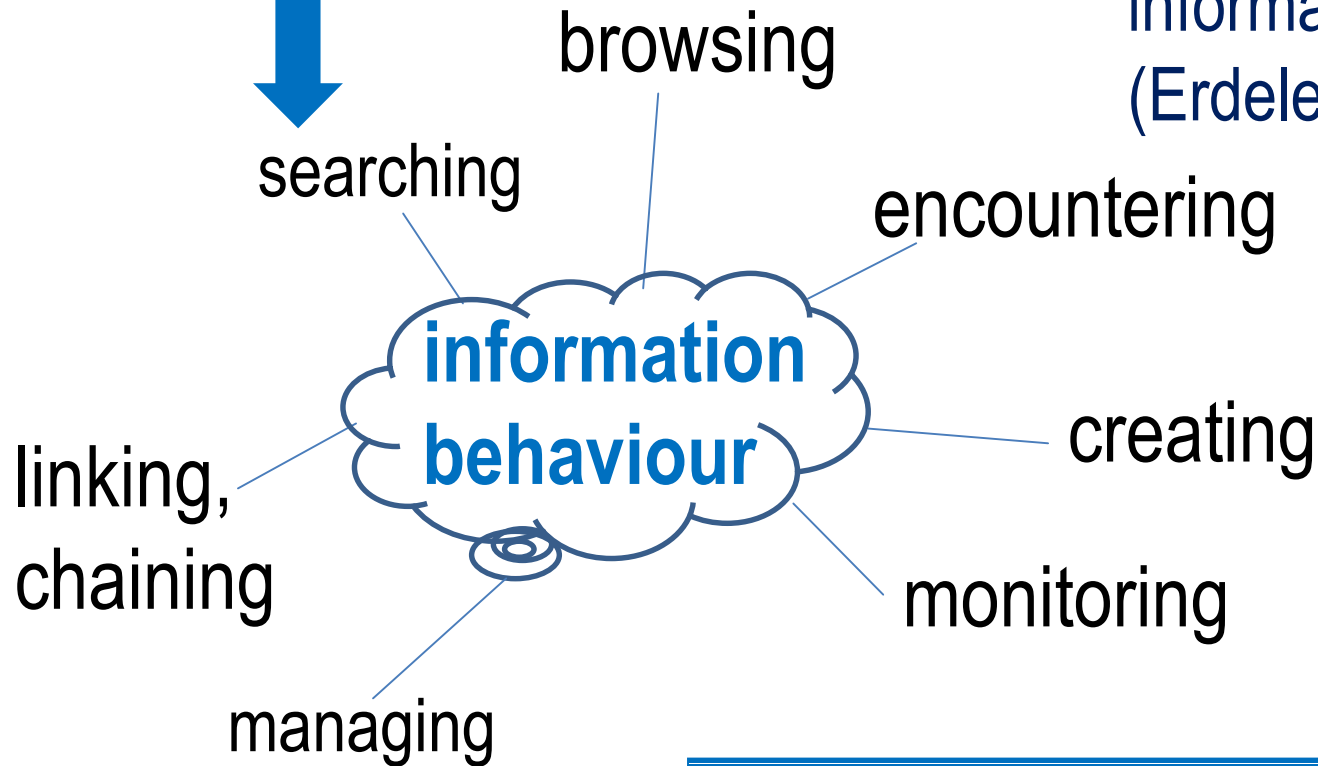 browsing
searching
encountering
information
behaviour
creating
linking,
chaining
monitoring
managing